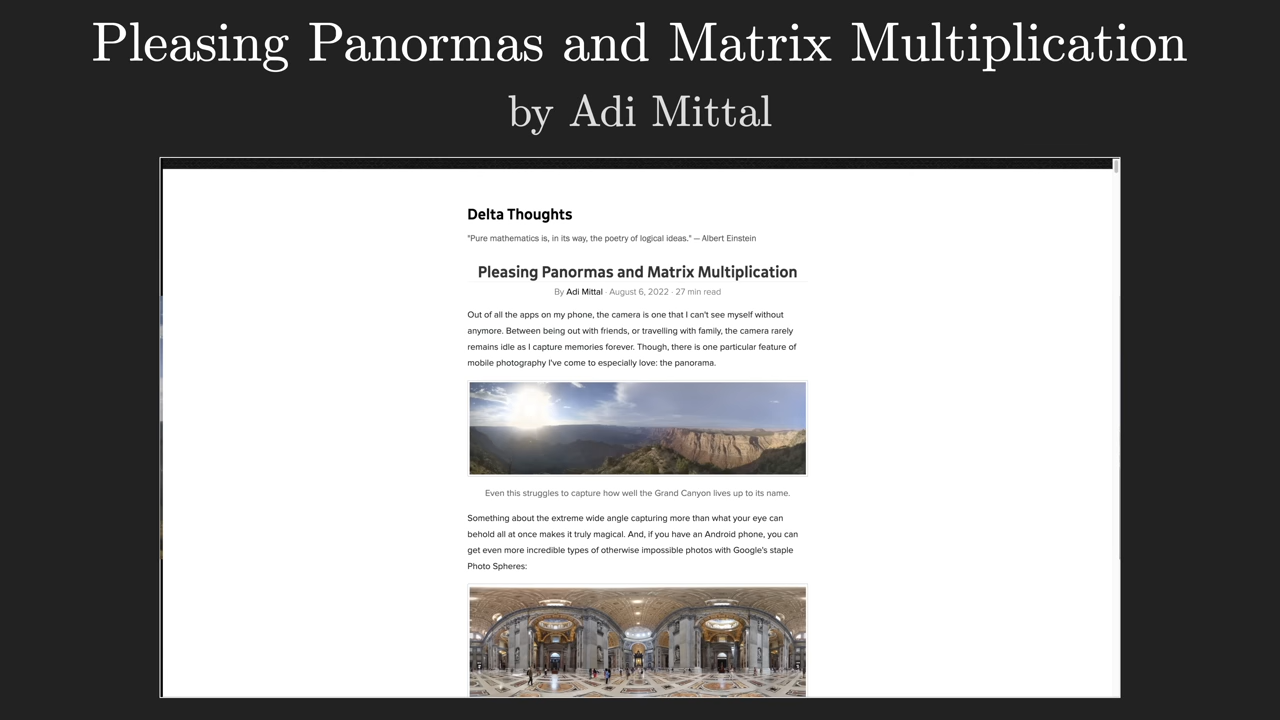 Pleasing Panormas and Matrix Multiplication
by Adi Mittal
Delta Thoughts
"Pure mathematics is, in its way, the poetry of logical ideas." — Albert Einstein
Pleasing Panormas and Matrix Multiplication
By Adi Mittal · August 6, 2022 · 27 min read
Out of all the apps on my phone, the camera is one that I can't see myself without
anymore. Between being out with friends, or travelling with family, the camera rarely
remains idle as I capture memories forever. Though, there is one particular feature of
mobile photography I've come to especially love: the panorama.
Even this struggles to capture how well the Grand Canyon lives up to its name.
Something about the extreme wide angle capturing more than what your eye can
behold all at once makes it truly magical. And, if you have an Android phone, you can
get even more incredible types of otherwise impossible photos with Google's staple
Photo Spheres: